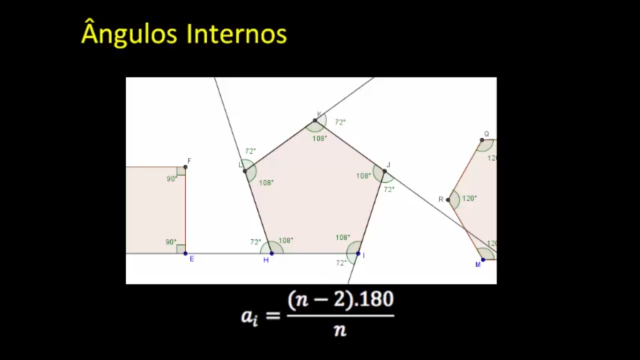 Ângulos Internos
K
72°
108°
72°
L
108°
108°
J
72°
F
90°
Q
120
R
120°
90°
E
72°
108°
H
108°
I
72°
120
M
a_i = (n − 2).180 / n